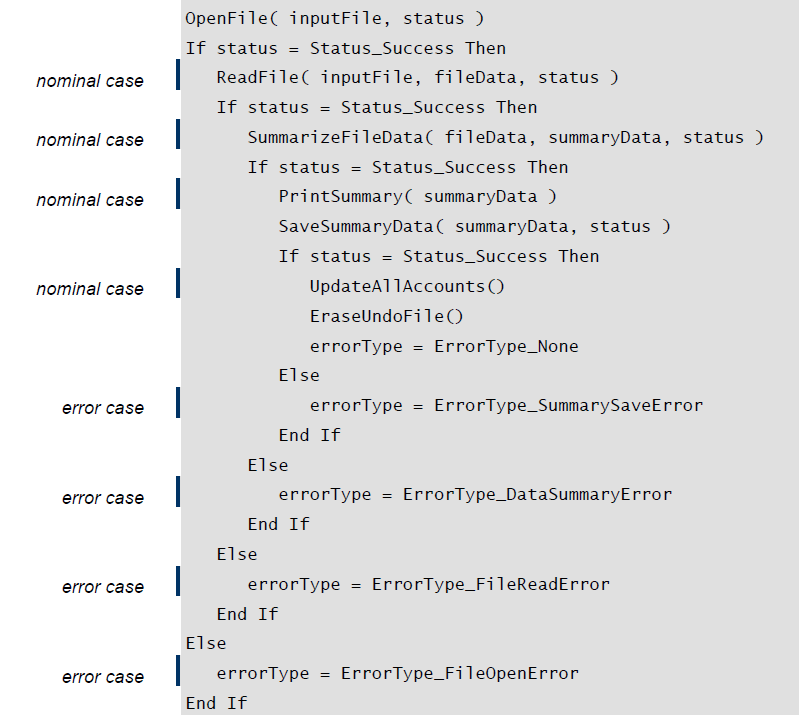 OpenFile( inputFile, status )
If status = Status_Success Then
nominal case ReadFile( inputFile, fileData, status )
If status = Status_Success Then
nominal case SummarizeFileData( fileData, summaryData, status )
If status = Status_Success Then
nominal case PrintSummary( summaryData )
SaveSummaryData( summaryData, status )
If status = Status_Success Then
nominal case UpdateAllAccounts()
EraseUndoFile()
errorType = ErrorType_None
Else
error case errorType = ErrorType_SummarySaveError
End If
Else
error case errorType = ErrorType_DataSummaryError
End If
Else
error case errorType = ErrorType_FileReadError
End If
Else
error case errorType = ErrorType_FileOpenError
End If